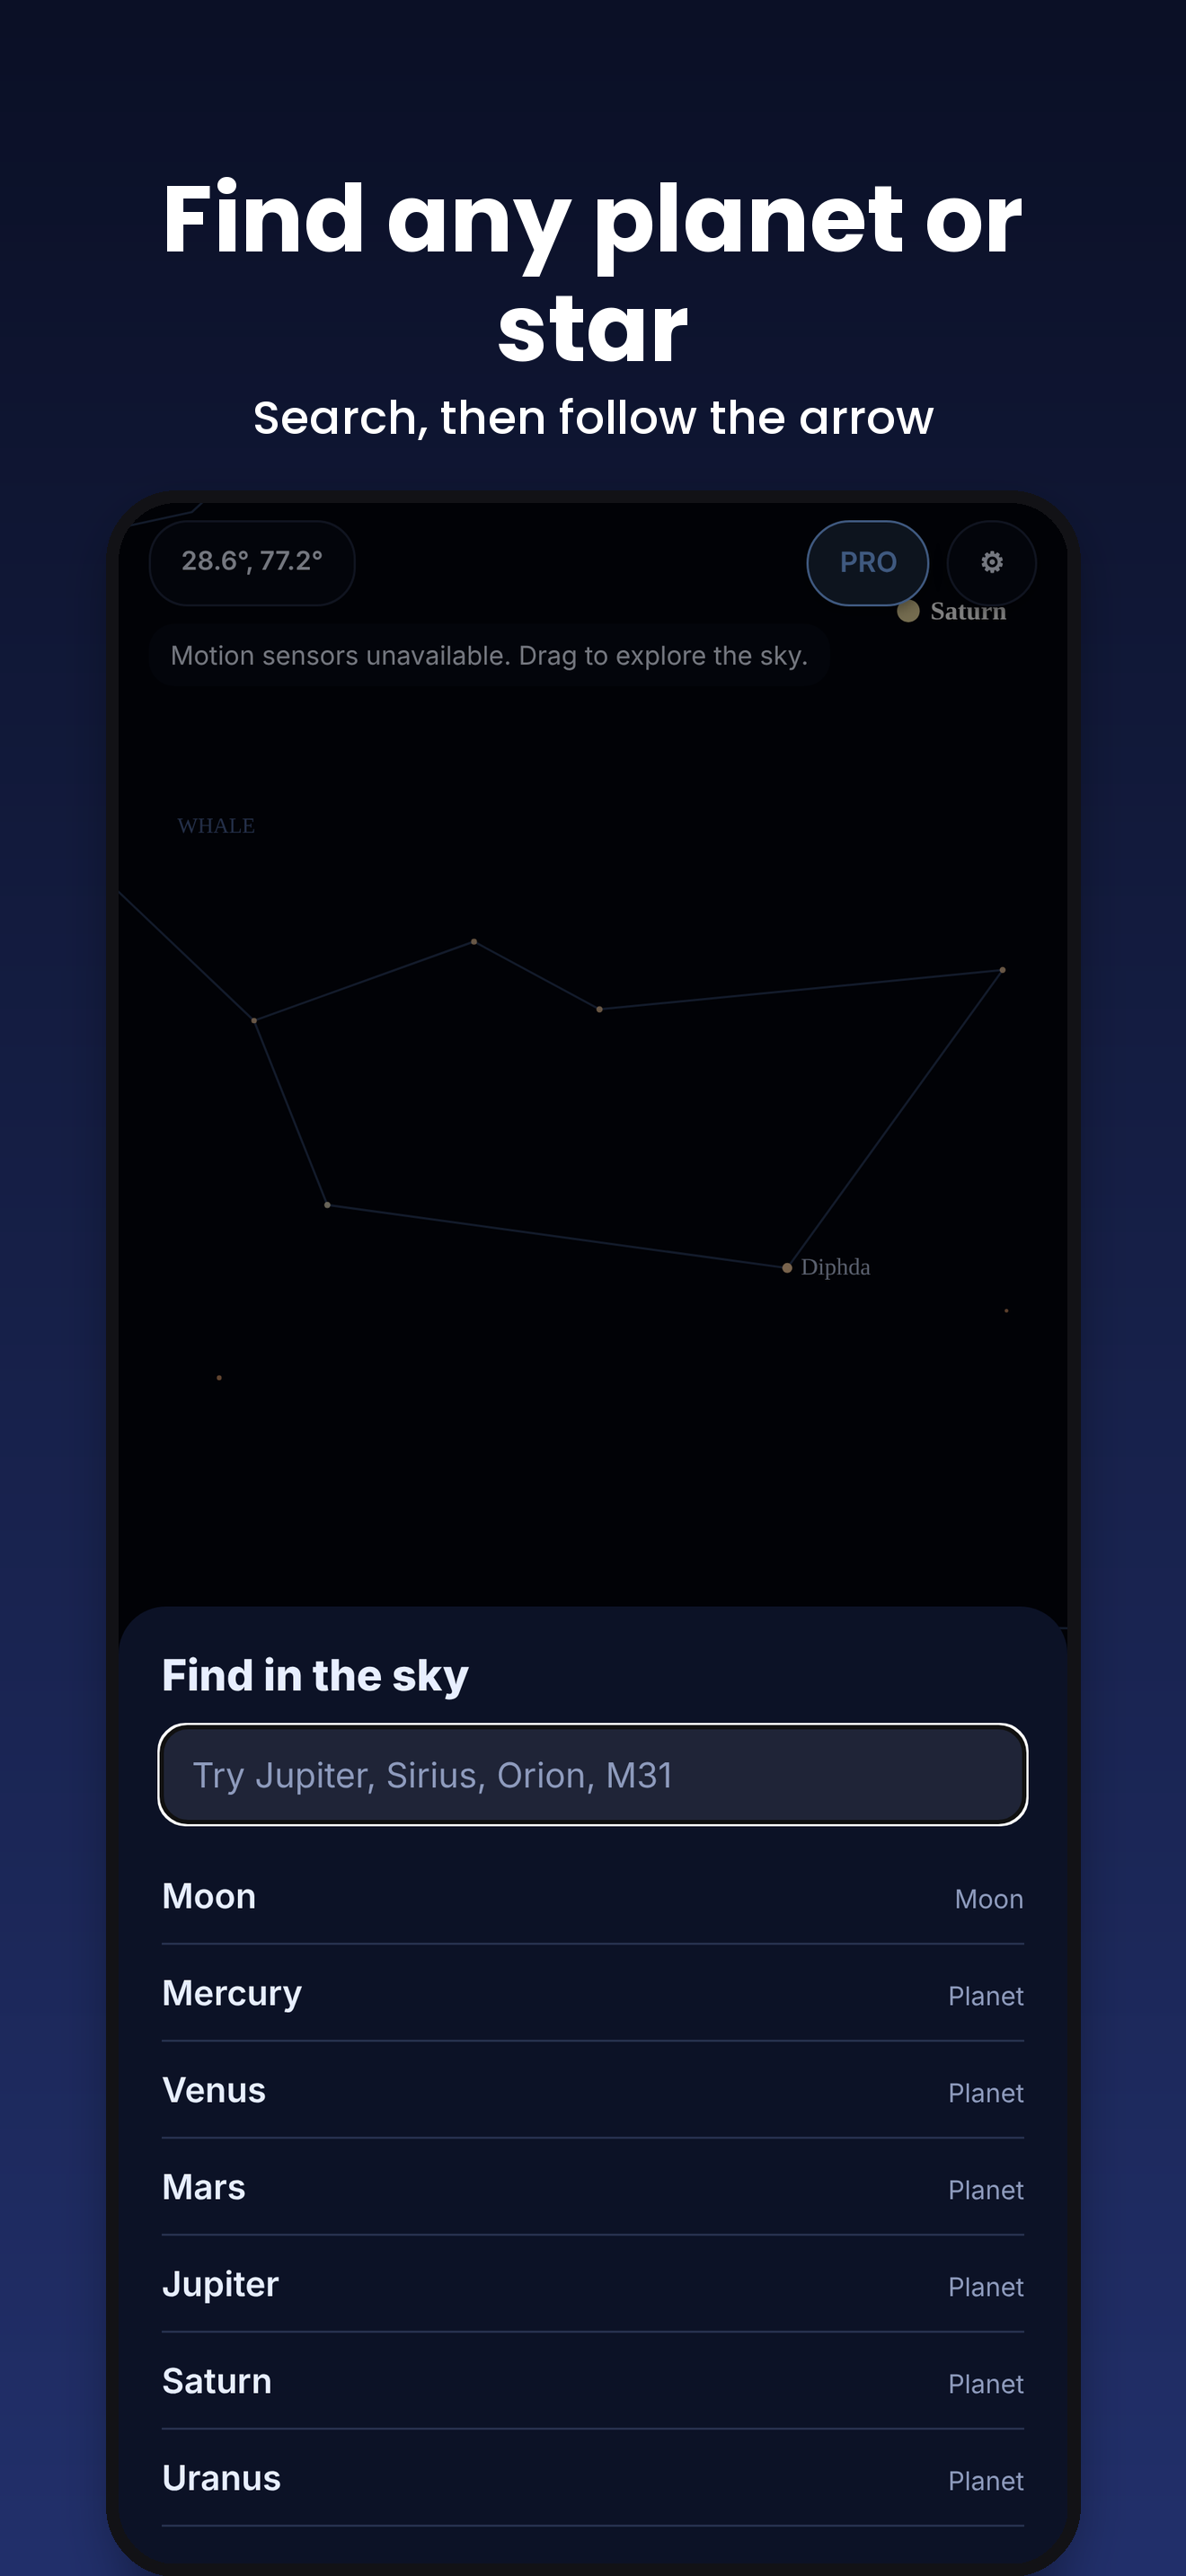 Find any planet or
star
Search, then follow the arrow
28.6°, 77.2°
PRO
⚙
Saturn
Motion sensors unavailable. Drag to explore the sky.
WHALE
Diphda
Find in the sky
Try Jupiter, Sirius, Orion, M31
Moon Moon
Mercury Planet
Venus Planet
Mars Planet
Jupiter Planet
Saturn Planet
Uranus Planet